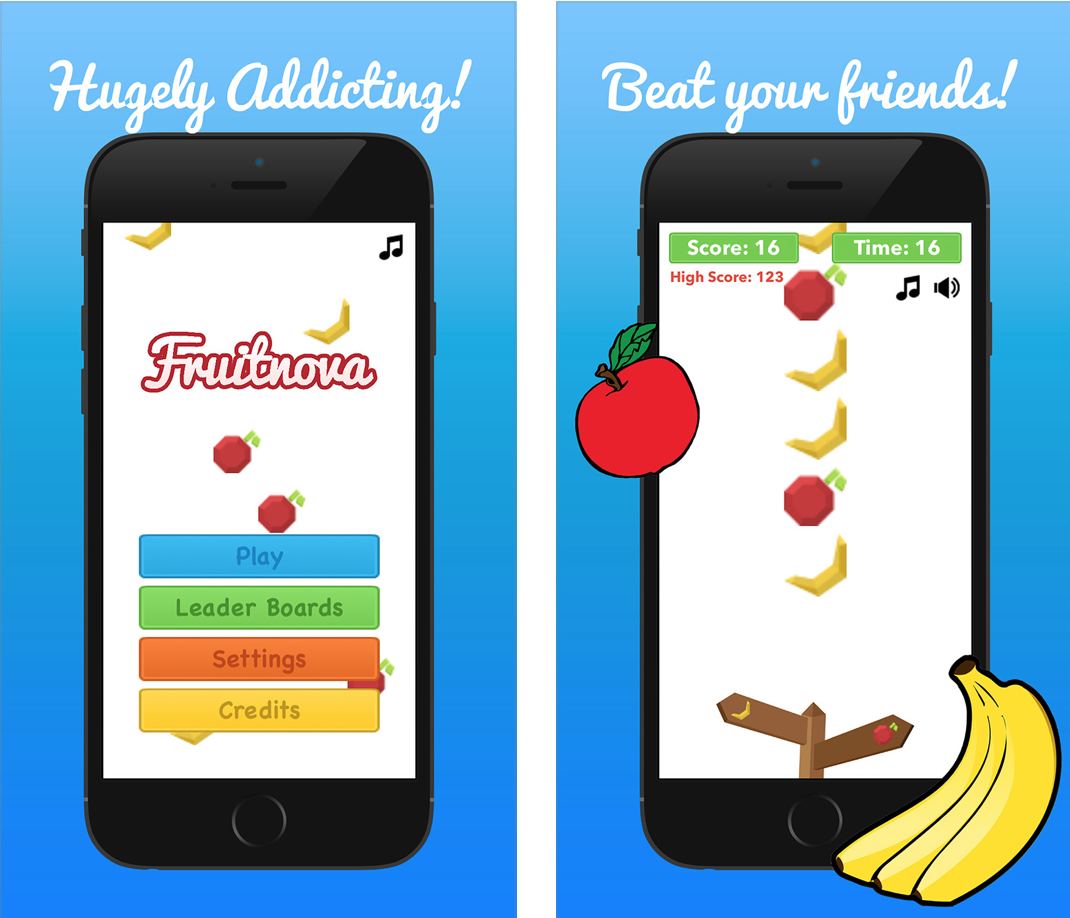 Hugely Addicting!
Fruitnova
Play
Leader Boards
Settings
Credits
Beat your friends!
Score: 16
Time: 16
High Score: 123